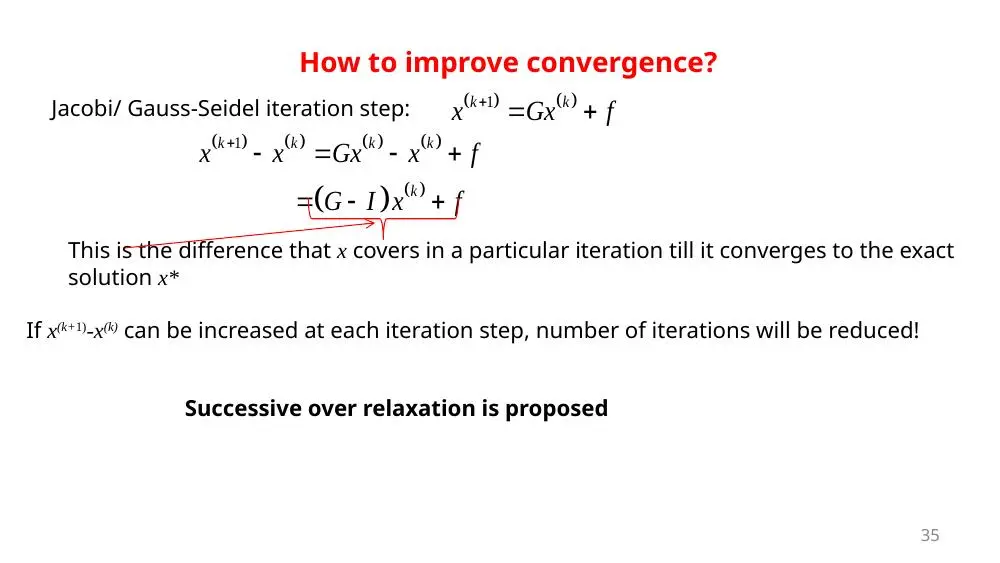 How to improve convergence?
Jacobi/ Gauss-Seidel iteration step: x^(k+1) =Gx^(k) + f
x^(k+1) - x^(k) =Gx^(k) - x^(k) + f
=(G - I)x^(k) + f
This is the difference that x covers in a particular iteration till it converges to the exact
solution x*
If x^(k+1)-x^(k) can be increased at each iteration step, number of iterations will be reduced!
Successive over relaxation is proposed
35